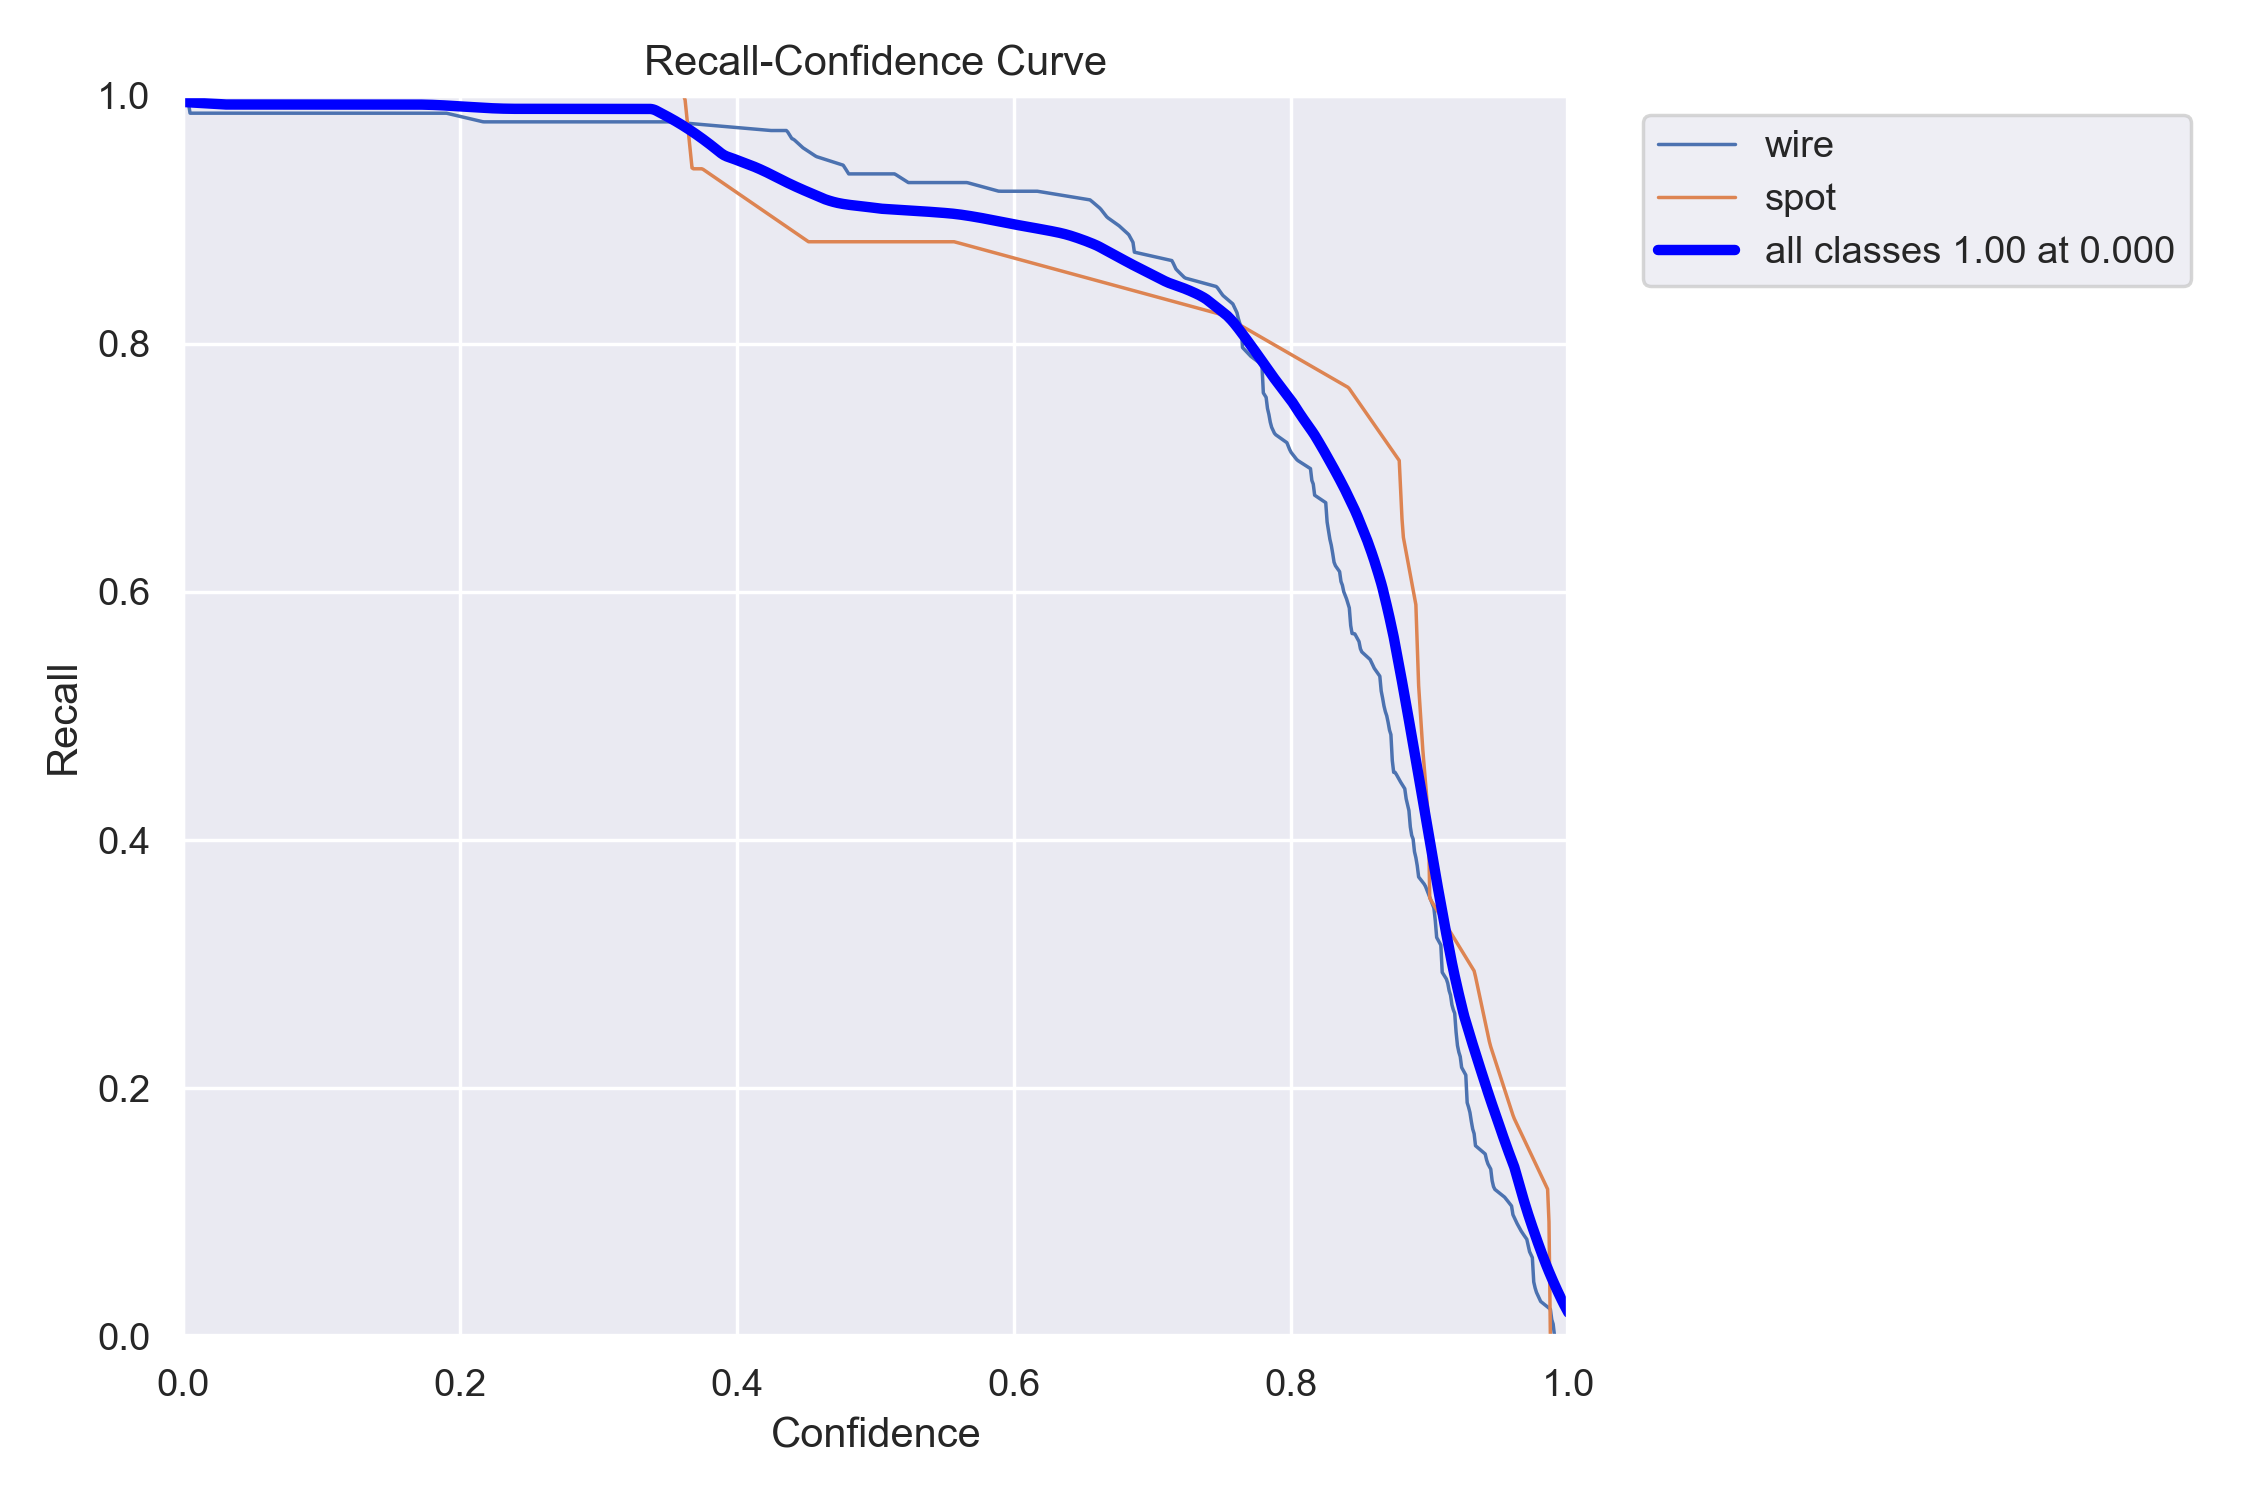 Recall-Confidence Curve
1.0
0.8
0.6
0.4
0.2
0.0
Recall
0.0 0.2 0.4 0.6 0.8 1.0
Confidence
wire
spot
all classes 1.00 at 0.000